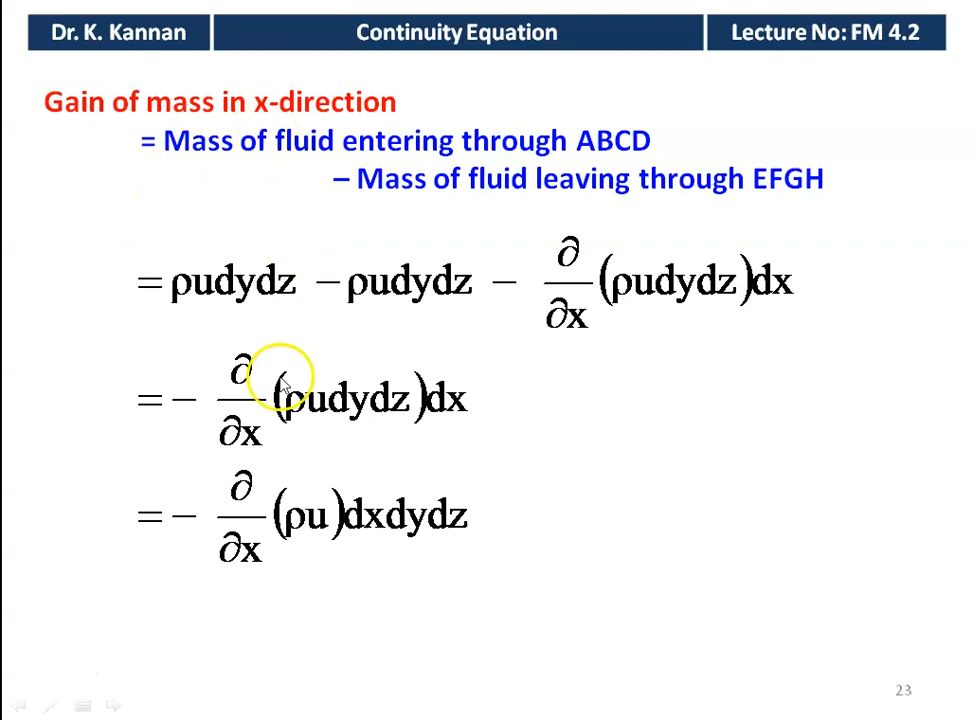 Dr. K. Kannan
Continuity Equation
Lecture No: FM 4.2
Gain of mass in x-direction
= Mass of fluid entering through ABCD
– Mass of fluid leaving through EFGH
= ρudydz − ρudydz − ∂/∂x (ρudydz)dx
= − ∂/∂x (ρudydz)dx
= − ∂/∂x (ρu)dxdydz
23